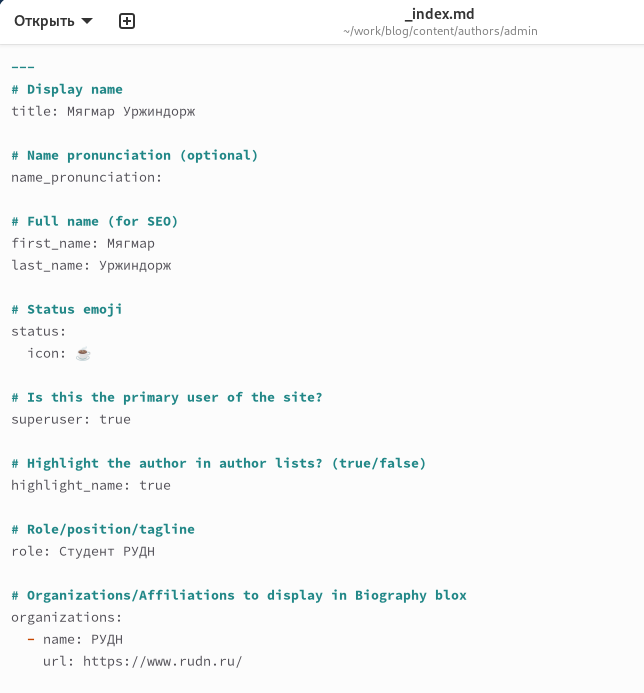 Открыть
_index.md
~/work/blog/content/authors/admin
---
# Display name
title: Мягмар Уржиндорж
# Name pronunciation (optional)
name_pronunciation:
# Full name (for SEO)
first_name: Мягмар
last_name: Уржиндорж
# Status emoji
status:
  icon: ☕
# Is this the primary user of the site?
superuser: true
# Highlight the author in author lists? (true/false)
highlight_name: true
# Role/position/tagline
role: Студент РУДН
# Organizations/Affiliations to display in Biography blox
organizations:
  - name: РУДН
    url: https://www.rudn.ru/